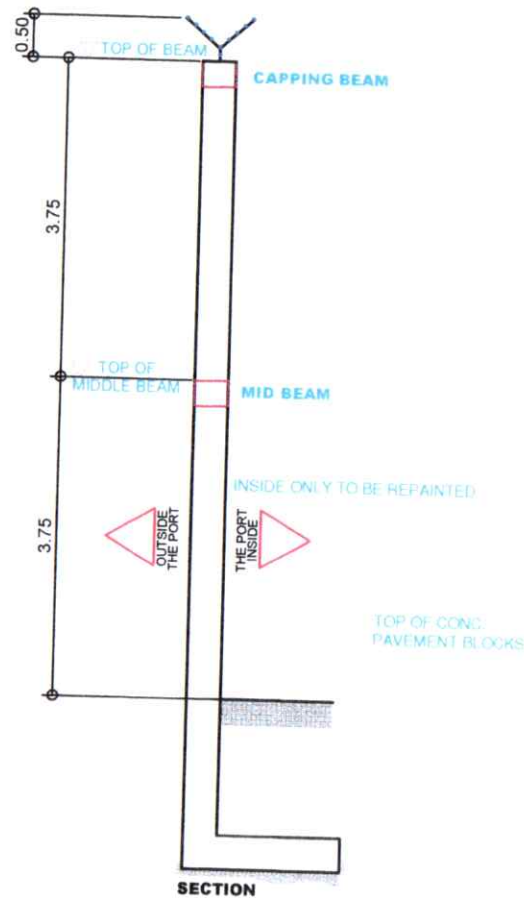 0.50
TOP OF BEAM
CAPPING BEAM
3.75
TOP OF
MIDDLE BEAM
MID BEAM
INSIDE ONLY TO BE REPAINTED
OUTSIDE
THE PORT
THE PORT
INSIDE
3.75
TOP OF CONC.
PAVEMENT BLOCKS
SECTION